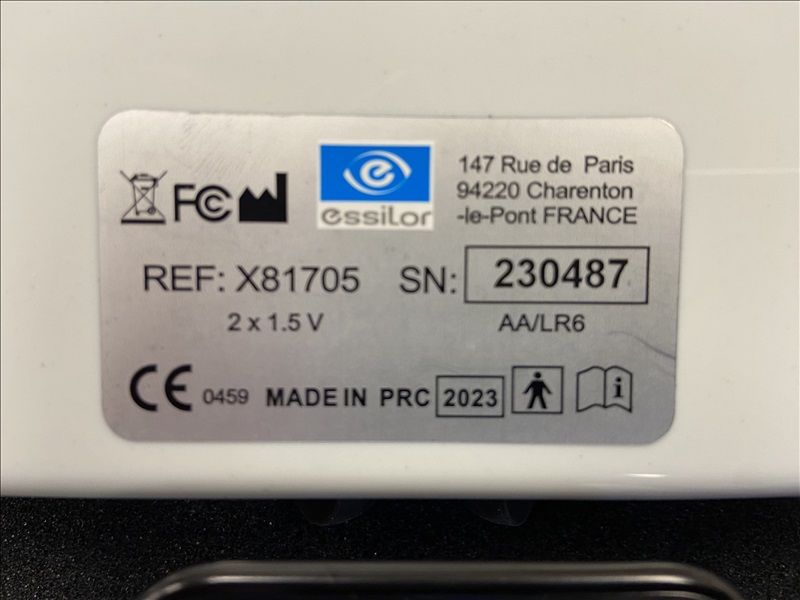 147 Rue de Paris
94220 Charenton
-le-Pont FRANCE
FC
essilor
REF: X81705 SN: 230487
2 x 1.5 V AA/LR6
CE 0459 MADE IN PRC 2023
i